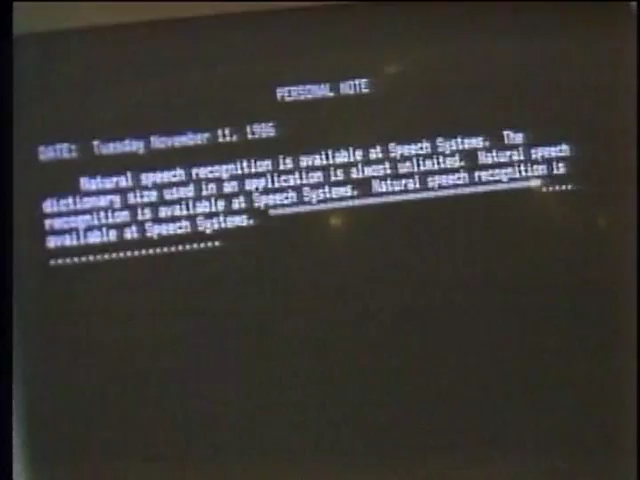 PERSONAL NOTE
DATE: Tuesday November 11, 1986
Natural speech recognition is available at Speech Systems. The
dictionary size used in an application is almost unlimited. Natural speech
recognition is available at Speech Systems. Natural speech recognition is
available at Speech Systems.